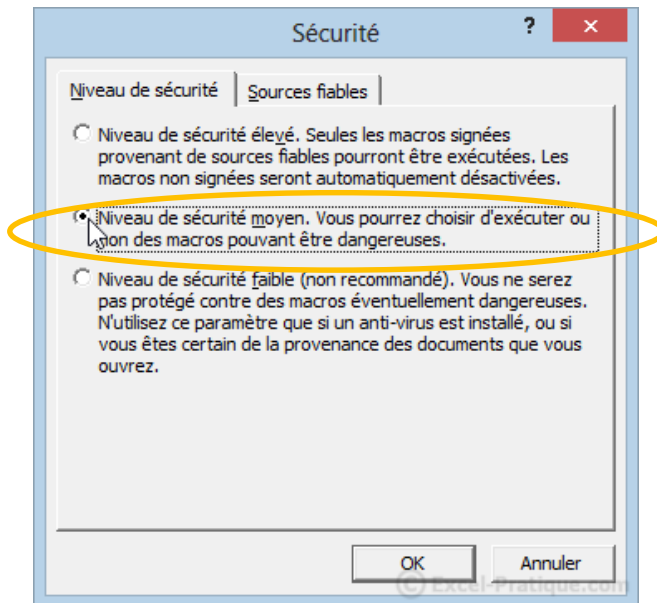 Sécurité
?
×
Niveau de sécurité
Sources fiables
Niveau de sécurité élevé. Seules les macros signées
provenant de sources fiables pourront être exécutées. Les
macros non signées seront automatiquement désactivées.
Niveau de sécurité moyen. Vous pourrez choisir d'exécuter ou
non des macros pouvant être dangereuses.
Niveau de sécurité faible (non recommandé). Vous ne serez
pas protégé contre des macros éventuellement dangereuses.
N'utilisez ce paramètre que si un anti-virus est installé, ou si
vous êtes certain de la provenance des documents que vous
ouvrez.
OK
Annuler
© Excel-Pratique.com